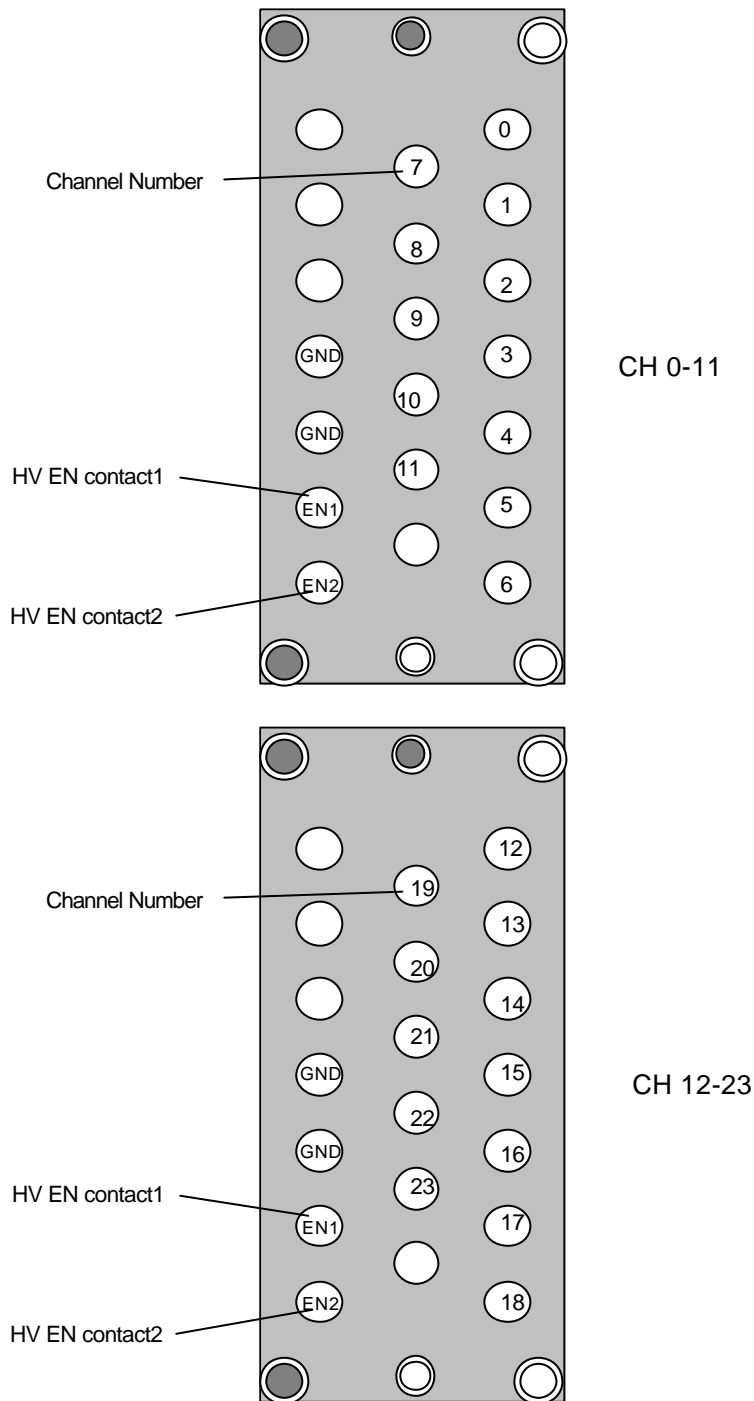 0
Channel Number
7
1
8
2
9
GND
3
CH 0-11
10
GND
4
11
HV EN contact1
EN1
5
EN2
6
HV EN contact2
12
Channel Number
19
13
20
14
21
GND
15
CH 12-23
22
GND
16
23
HV EN contact1
EN1
17
EN2
18
HV EN contact2